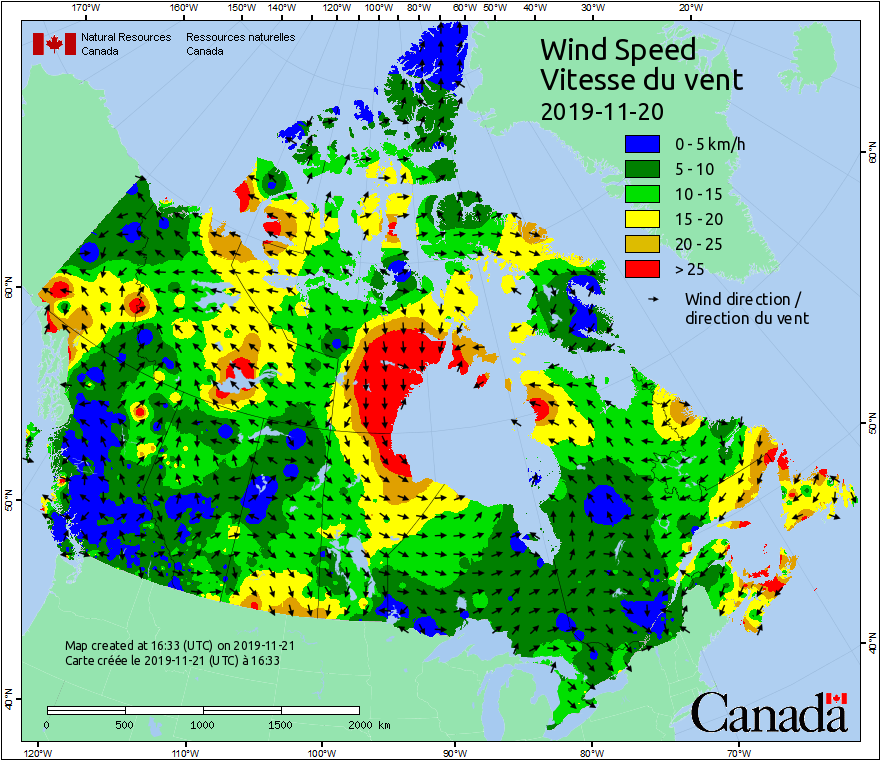 170°W 160°W 150°W 140°W 130°W 120°W 110°W 100°W 90°W 80°W 70°W 60°W 50°W 40°W 30°W 20°W
Natural Resources Canada
Ressources naturelles Canada
Wind Speed
Vitesse du vent
2019-11-20
0 - 5 km/h
5 - 10
10 - 15
15 - 20
20 - 25
> 25
Wind direction /
direction du vent
60°N
50°N
40°N
60°N
50°N
40°N
Map created at 16:33 (UTC) on 2019-11-21
Carte créée le 2019-11-21 (UTC) à 16:33
0 500 1000 1500 2000 km
Canada
120°W 110°W 100°W 90°W 80°W 70°W